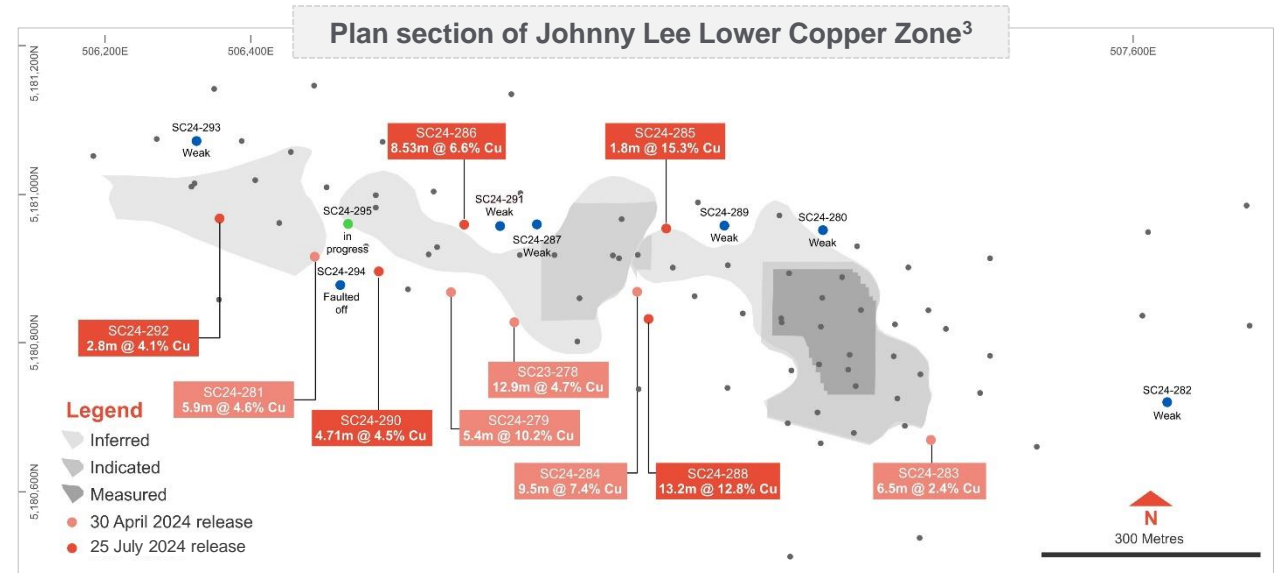 Plan section of Johnny Lee Lower Copper Zone³
506,200E
506,400E
507,600E
5,181,200N
5,181,000N
5,180,800N
5,180,600N
SC24-293
Weak
SC24-286
8.53m @ 6.6% Cu
SC24-285
1.8m @ 15.3% Cu
SC24-295
in
progress
SC24-291
Weak
SC24-287
Weak
SC24-289
Weak
SC24-280
Weak
SC24-294
Faulted
off
SC24-292
2.8m @ 4.1% Cu
SC24-281
5.9m @ 4.6% Cu
SC24-290
4.71m @ 4.5% Cu
SC23-278
12.9m @ 4.7% Cu
SC24-279
5.4m @ 10.2% Cu
SC24-284
9.5m @ 7.4% Cu
SC24-288
13.2m @ 12.8% Cu
SC24-283
6.5m @ 2.4% Cu
SC24-282
Weak
Legend
Inferred
Indicated
Measured
30 April 2024 release
25 July 2024 release
N
300 Metres